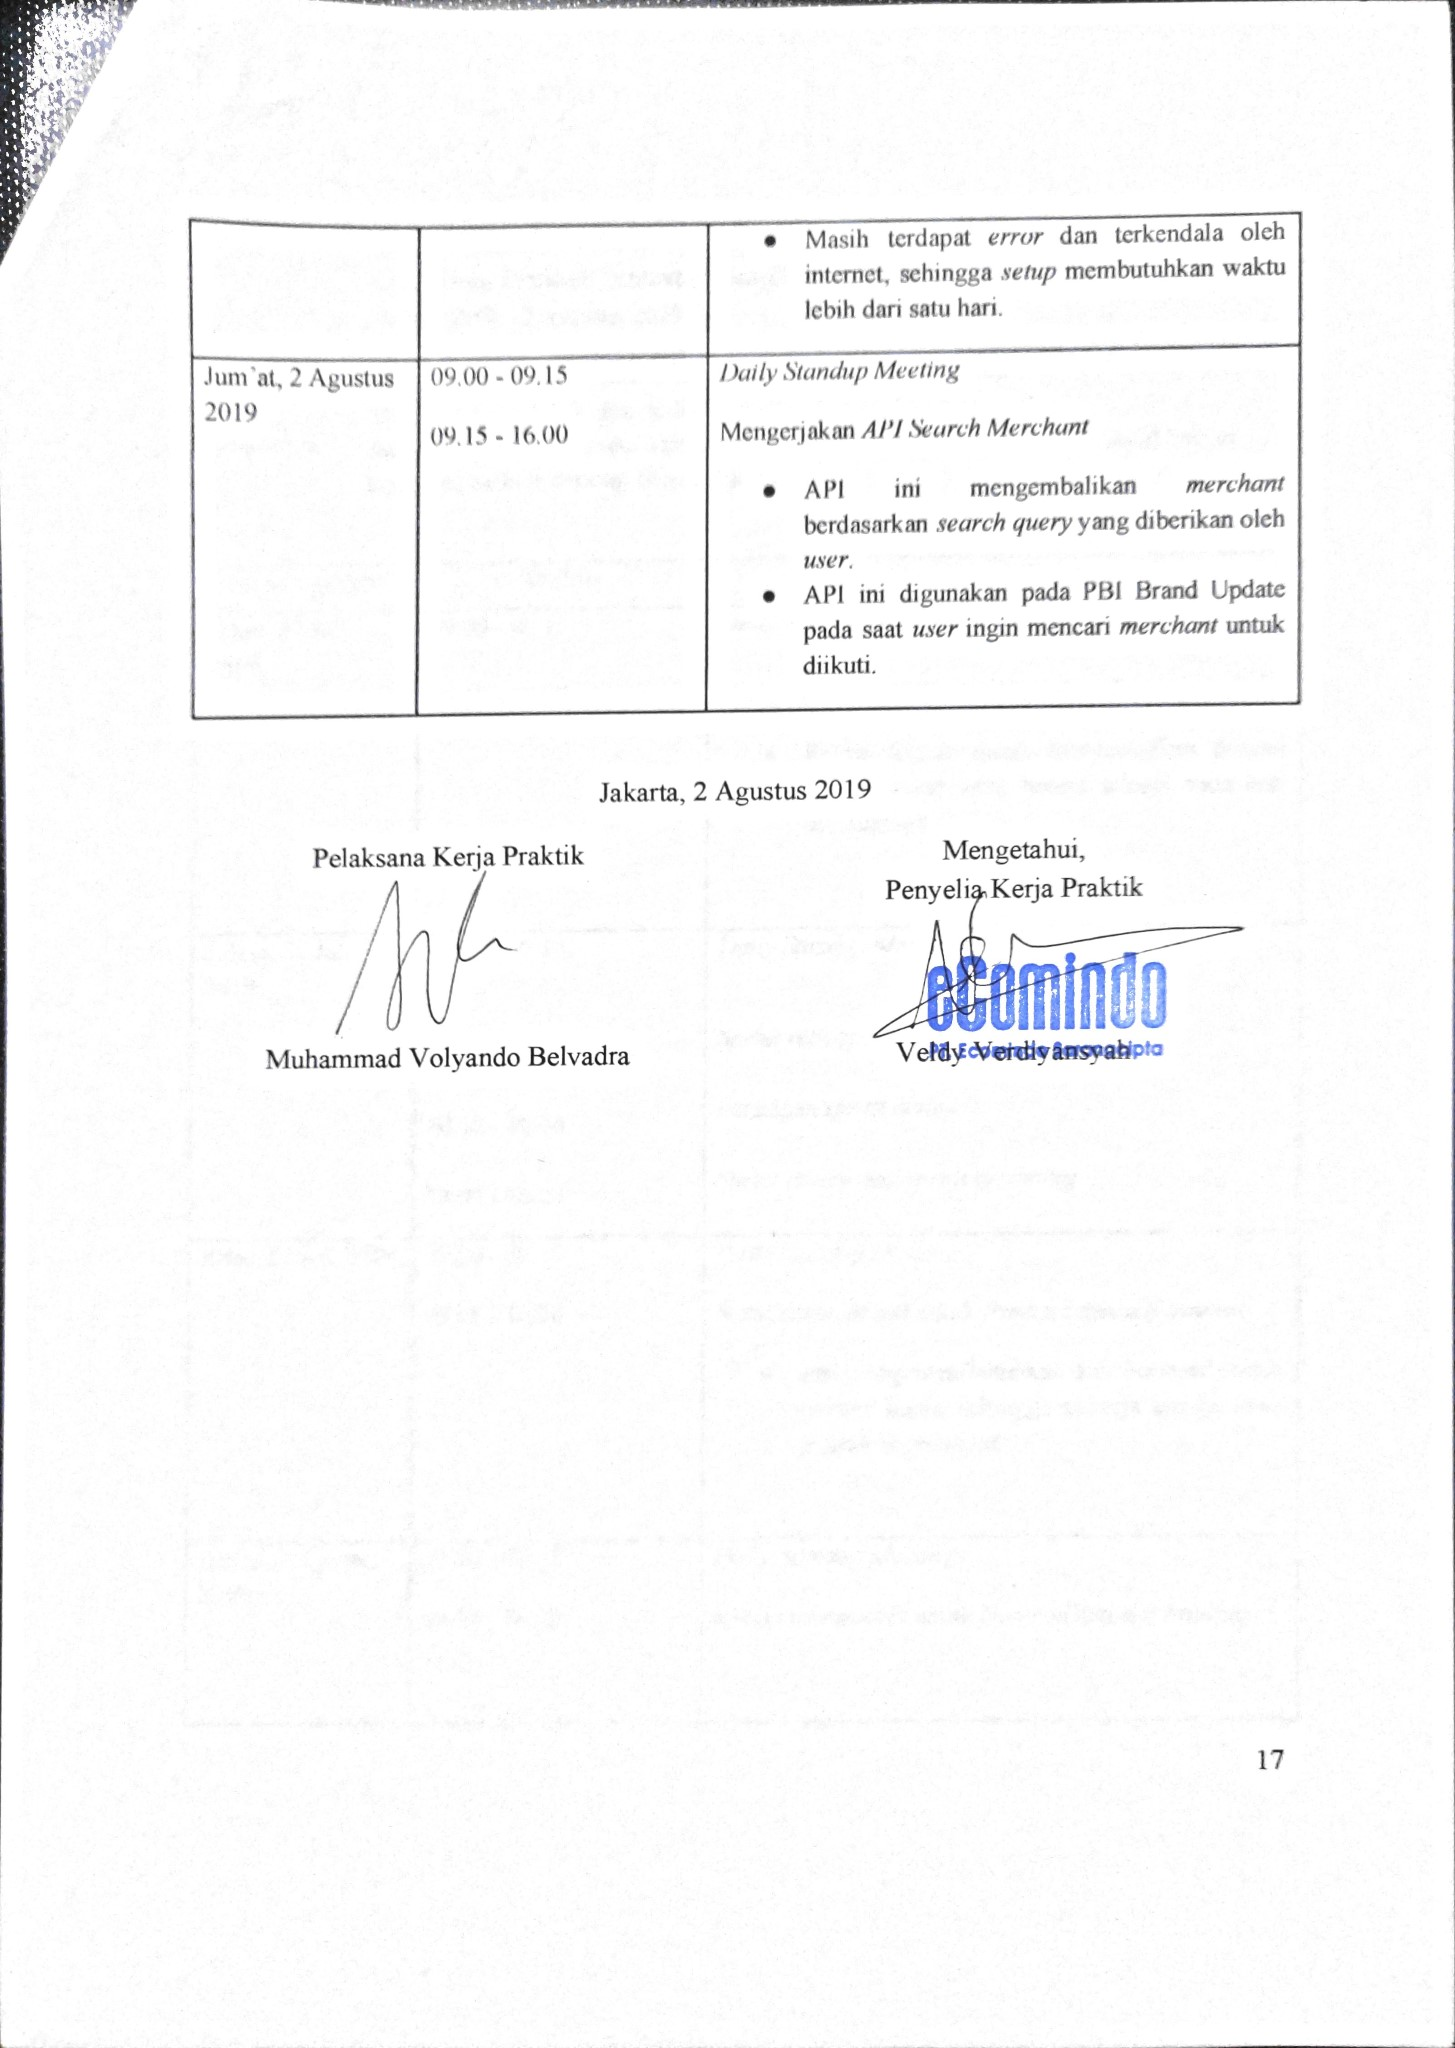 ● Masih terdapat error dan terkendala oleh
internet, sehingga setup membutuhkan waktu
lebih dari satu hari.
Jum`at, 2 Agustus
2019
09.00 - 09.15
Daily Standup Meeting
09.15 - 16.00
Mengerjakan API Search Merchant
● API ini mengembalikan merchant
berdasarkan search query yang diberikan oleh
user.
● API ini digunakan pada PBI Brand Update
pada saat user ingin mencari merchant untuk
diikuti.
Jakarta, 2 Agustus 2019
Pelaksana Kerja Praktik
Muhammad Volyando Belvadra
Mengetahui,
Penyelia Kerja Praktik
eComindo
PT. Ecomindo Saranacipta
Veldy Verdiyansyah
17